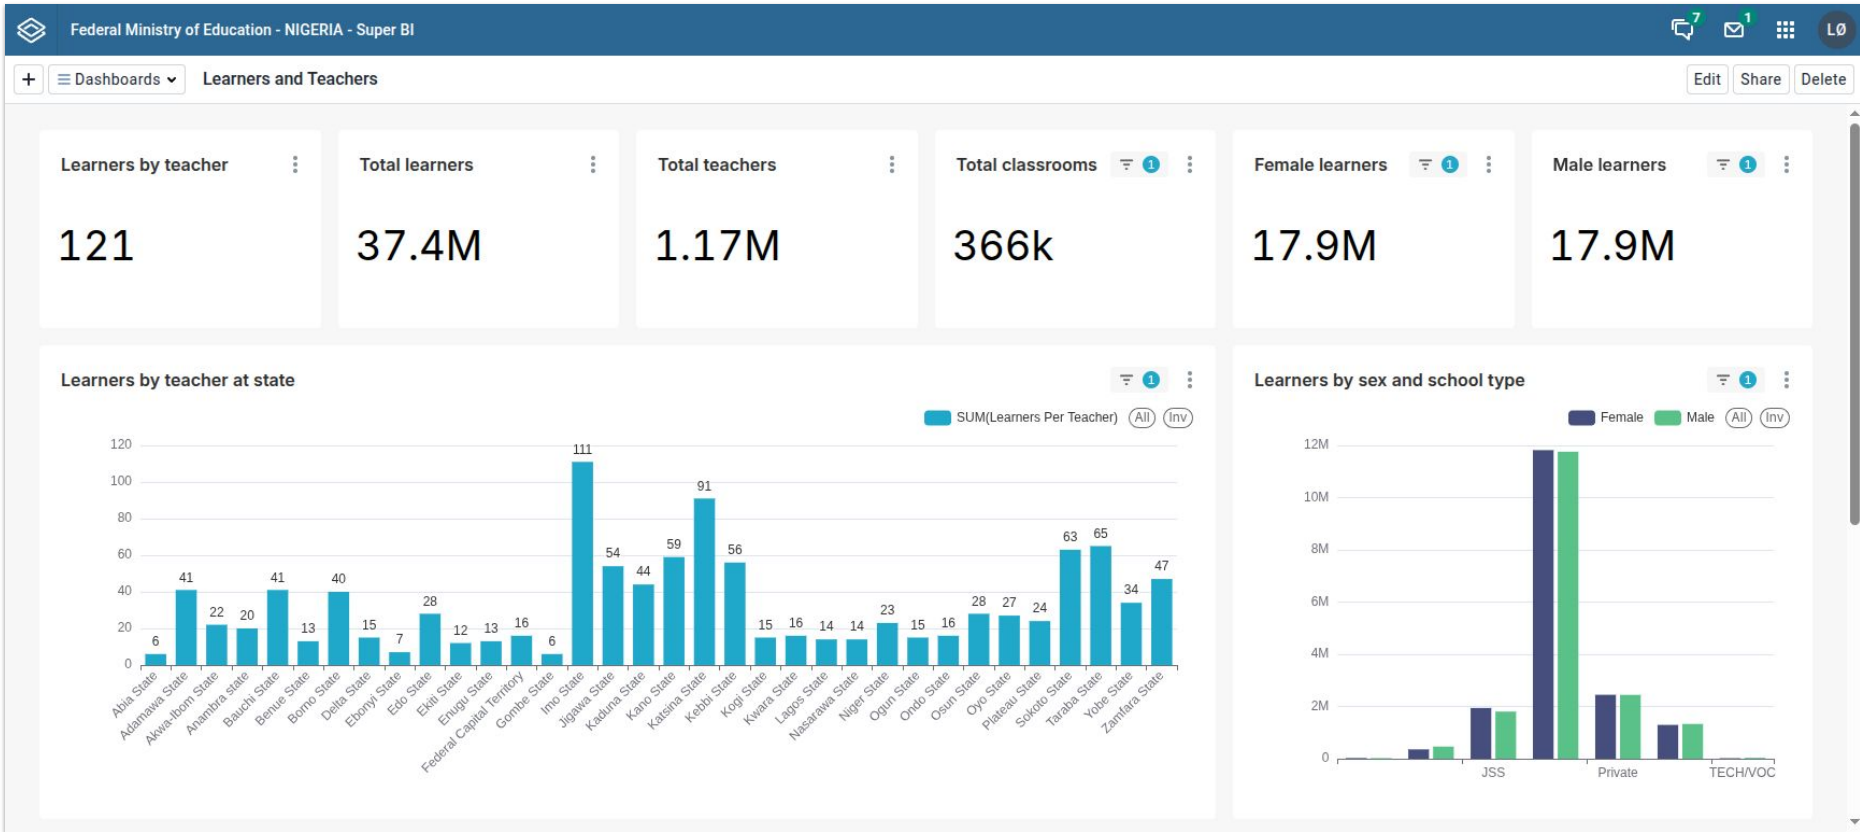 Federal Ministry of Education - NIGERIA - Super BI
7
1
LØ
+
Dashboards
Learners and Teachers
Edit
Share
Delete
Learners by teacher
121
Total learners
37.4M
Total teachers
1.17M
Total classrooms
1
366k
Female learners
1
17.9M
Male learners
1
17.9M
Learners by teacher at state
1
SUM(Learners Per Teacher)
All
Inv
120
100
80
60
40
20
0
6
41
22
20
41
13
40
15
7
28
12
13
16
6
111
54
44
59
91
56
15
16
14
14
23
15
16
28
27
24
63
65
34
47
Abia State
Adamawa State
Akwa-Ibom State
Anambra state
Bauchi State
Benue State
Borno State
Delta State
Ebonyi State
Edo State
Ekiti State
Enugu State
Federal Capital Territory
Gombe State
Imo State
Jigawa State
Kaduna State
Kano State
Katsina State
Kebbi State
Kogi State
Kwara State
Lagos State
Nasarawa State
Niger State
Ogun State
Ondo State
Osun State
Oyo State
Plateau State
Sokoto State
Taraba State
Yobe State
Zamfara State
Learners by sex and school type
1
Female
Male
All
Inv
12M
10M
8M
6M
4M
2M
0
JSS
Private
TECH/VOC